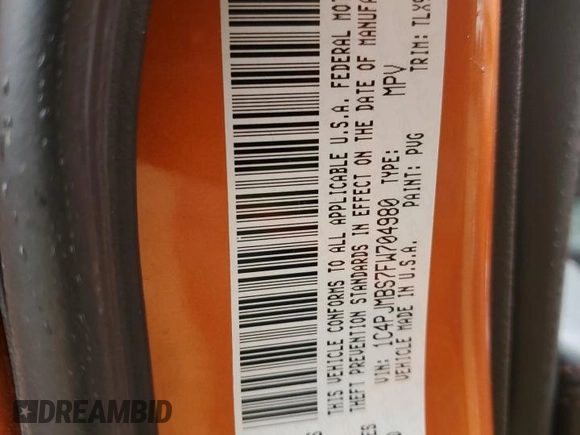 THIS VEHICLE CONFORMS TO ALL APPLICABLE U.S.A. FEDERAL MOT
THEFT PREVENTION STANDARDS IN EFFECT ON THE DATE OF MANUFA
VIN: 1C4PJMBS7FW704980 TYPE: MPV
VEHICLE MADE IN U.S.A. PAINT: PVG TRIM: TLX9
DREAMBID